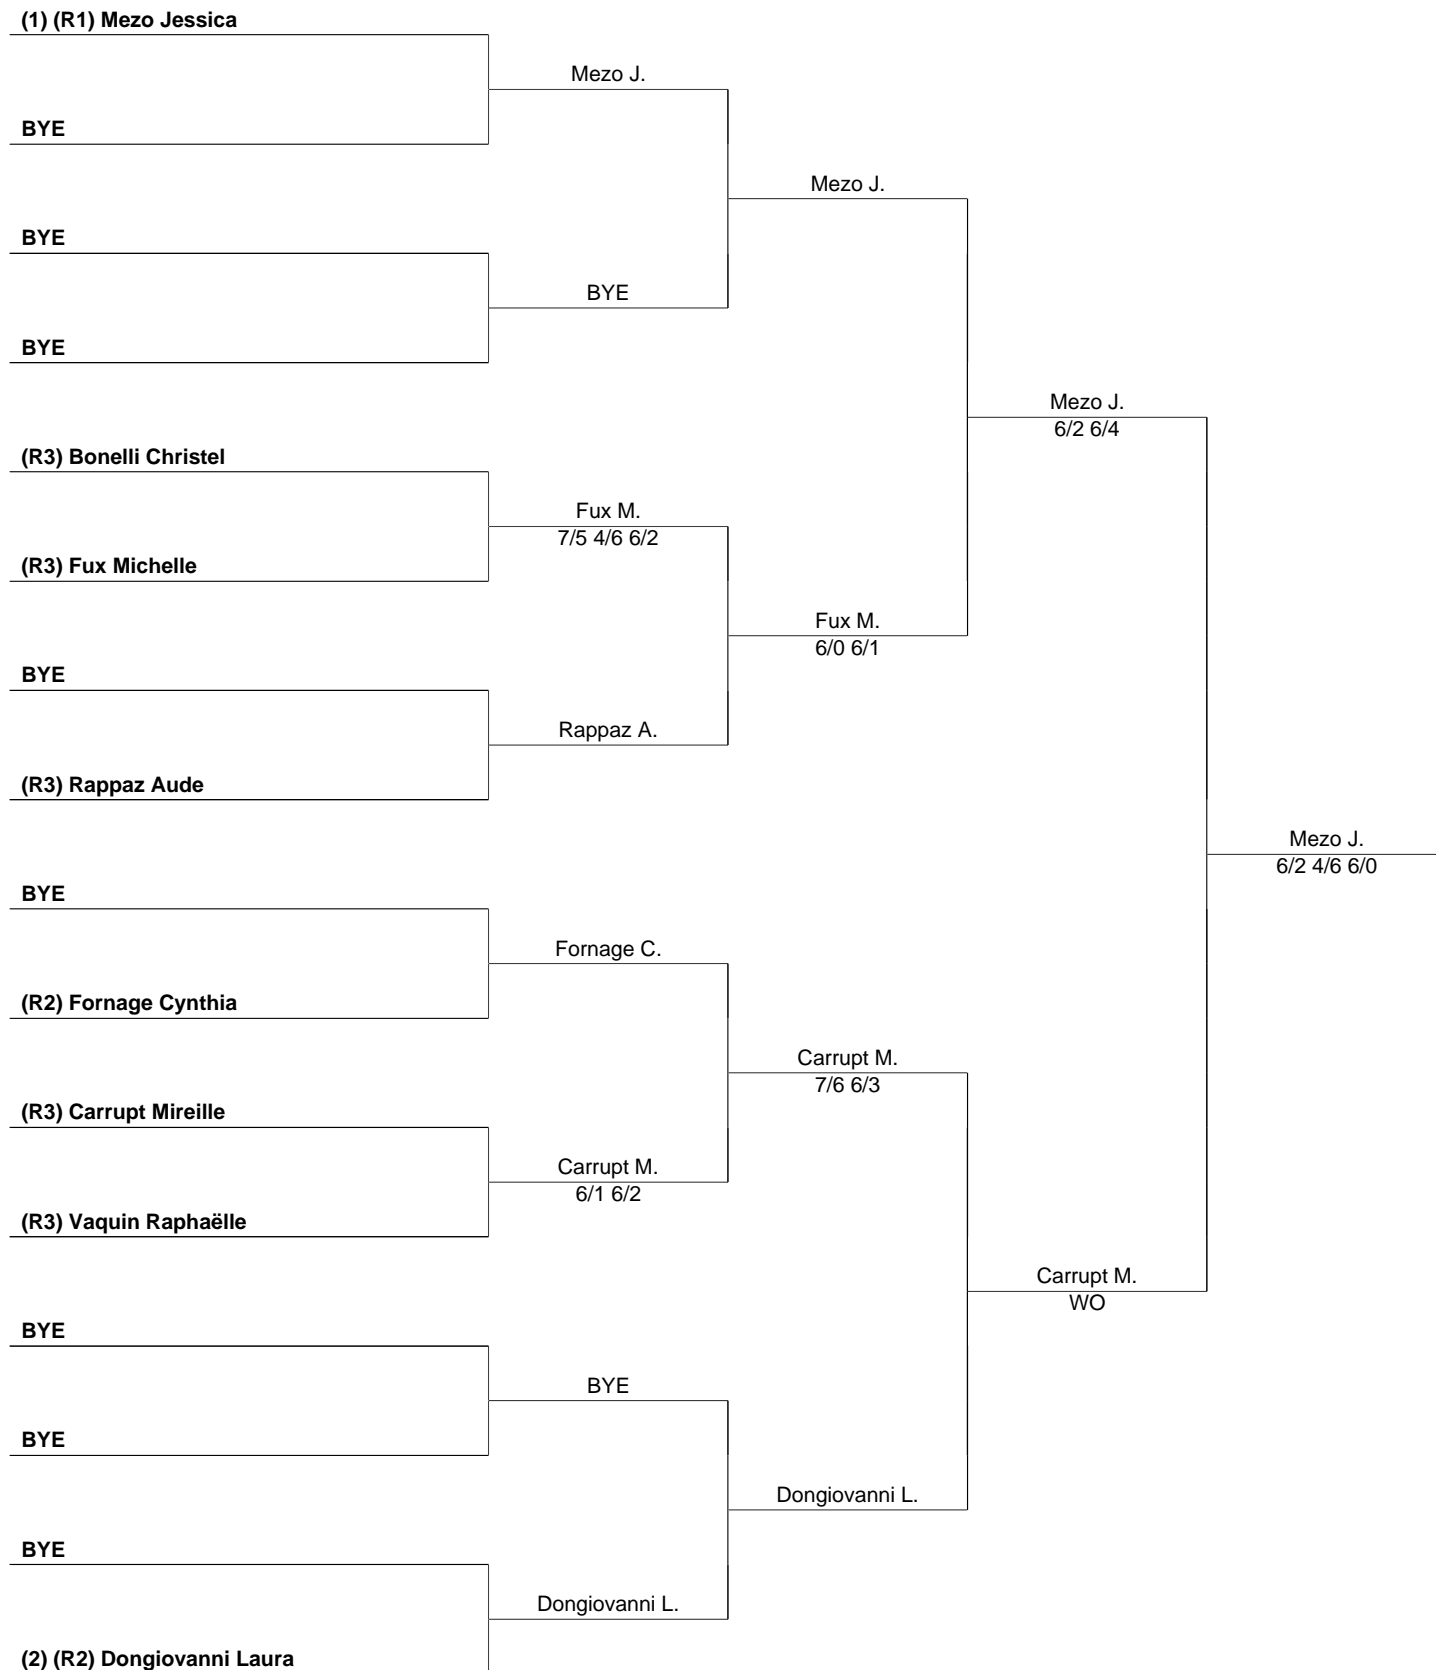 (1) (R1) Mezo Jessica
Mezo J.
BYE
Mezo J.
BYE
BYE
BYE
Mezo J.
6/2 6/4
(R3) Bonelli Christel
Fux M.
7/5 4/6 6/2
(R3) Fux Michelle
Fux M.
6/0 6/1
BYE
Rappaz A.
(R3) Rappaz Aude
Mezo J.
6/2 4/6 6/0
BYE
Fornage C.
(R2) Fornage Cynthia
Carrupt M.
7/6 6/3
(R3) Carrupt Mireille
Carrupt M.
6/1 6/2
(R3) Vaquin Raphaëlle
Carrupt M.
WO
BYE
BYE
BYE
Dongiovanni L.
BYE
Dongiovanni L.
(2) (R2) Dongiovanni Laura